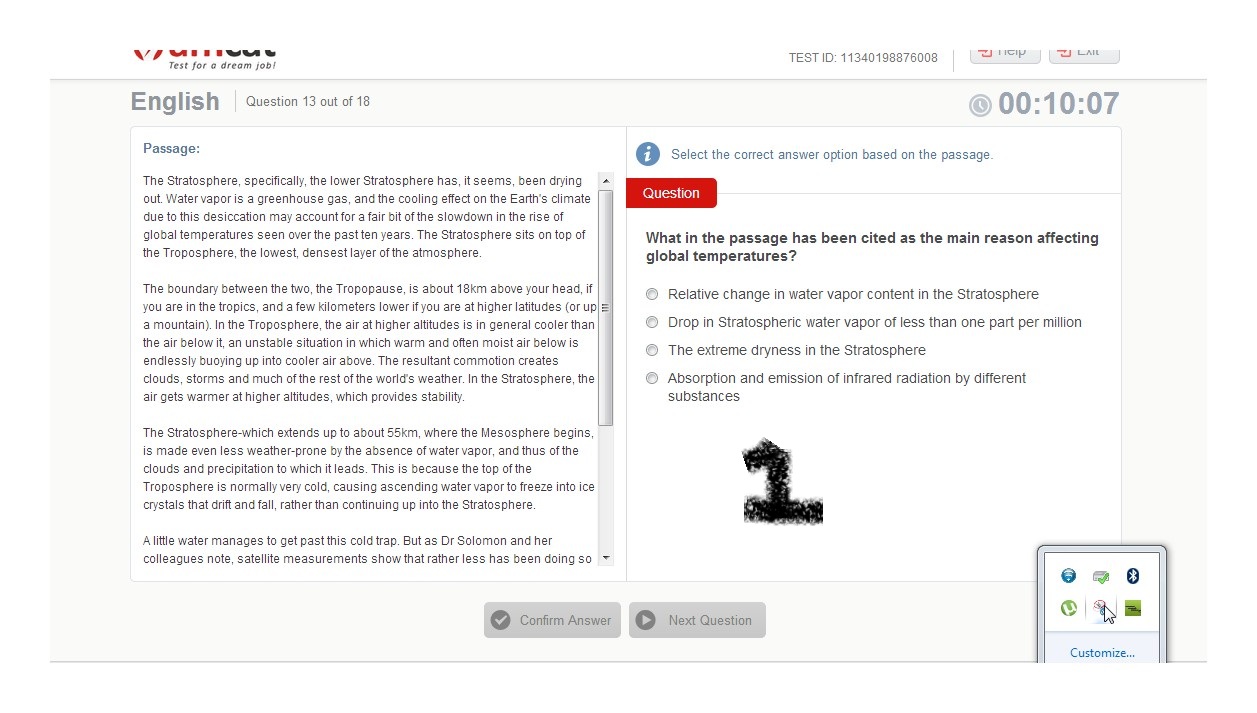 amcat
Test for a dream job!
TEST ID: 11340198876008
Help
Exit
English
Question 13 out of 18
00:10:07
Passage:
The Stratosphere, specifically, the lower Stratosphere has, it seems, been drying
out. Water vapor is a greenhouse gas, and the cooling effect on the Earth's climate
due to this desiccation may account for a fair bit of the slowdown in the rise of
global temperatures seen over the past ten years. The Stratosphere sits on top of
the Troposphere, the lowest, densest layer of the atmosphere.
The boundary between the two, the Tropopause, is about 18km above your head, if
you are in the tropics, and a few kilometers lower if you are at higher latitudes (or up
a mountain). In the Troposphere, the air at higher altitudes is in general cooler than
the air below it, an unstable situation in which warm and often moist air below is
endlessly buoying up into cooler air above. The resultant commotion creates
clouds, storms and much of the rest of the world's weather. In the Stratosphere, the
air gets warmer at higher altitudes, which provides stability.
The Stratosphere-which extends up to about 55km, where the Mesosphere begins,
is made even less weather-prone by the absence of water vapor, and thus of the
clouds and precipitation to which it leads. This is because the top of the
Troposphere is normally very cold, causing ascending water vapor to freeze into ice
crystals that drift and fall, rather than continuing up into the Stratosphere.
A little water manages to get past this cold trap. But as Dr Solomon and her
colleagues note, satellite measurements show that rather less has been doing so
Select the correct answer option based on the passage.
Question
What in the passage has been cited as the main reason affecting
global temperatures?
Relative change in water vapor content in the Stratosphere
Drop in Stratospheric water vapor of less than one part per million
The extreme dryness in the Stratosphere
Absorption and emission of infrared radiation by different
substances
1
Confirm Answer
Next Question
Customize...